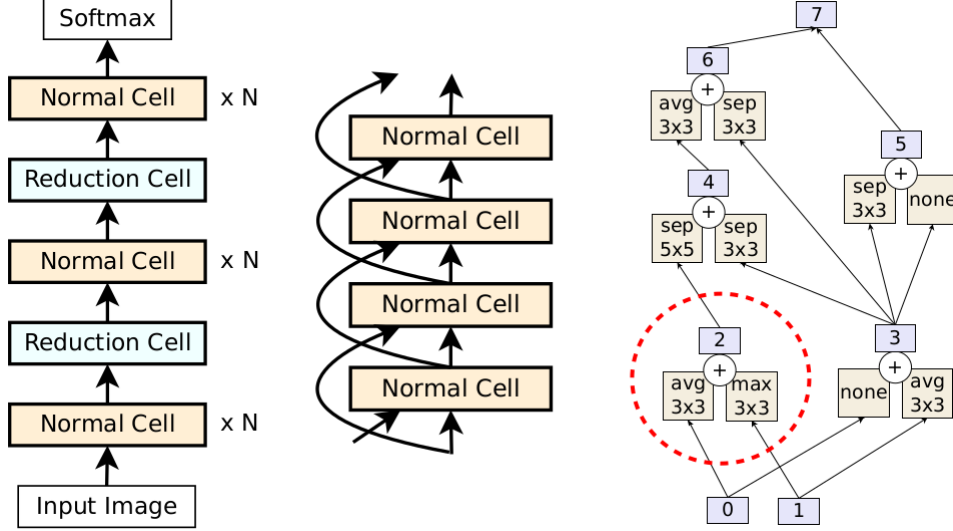 Softmax
Normal Cell x N
Reduction Cell
Normal Cell x N
Reduction Cell
Normal Cell x N
Input Image
Normal Cell
Normal Cell
Normal Cell
Normal Cell
7
6
+
avg 3x3
sep 3x3
5
+
sep 3x3
none
4
+
sep 5x5
sep 3x3
2
+
avg 3x3
max 3x3
3
+
none
avg 3x3
0
1